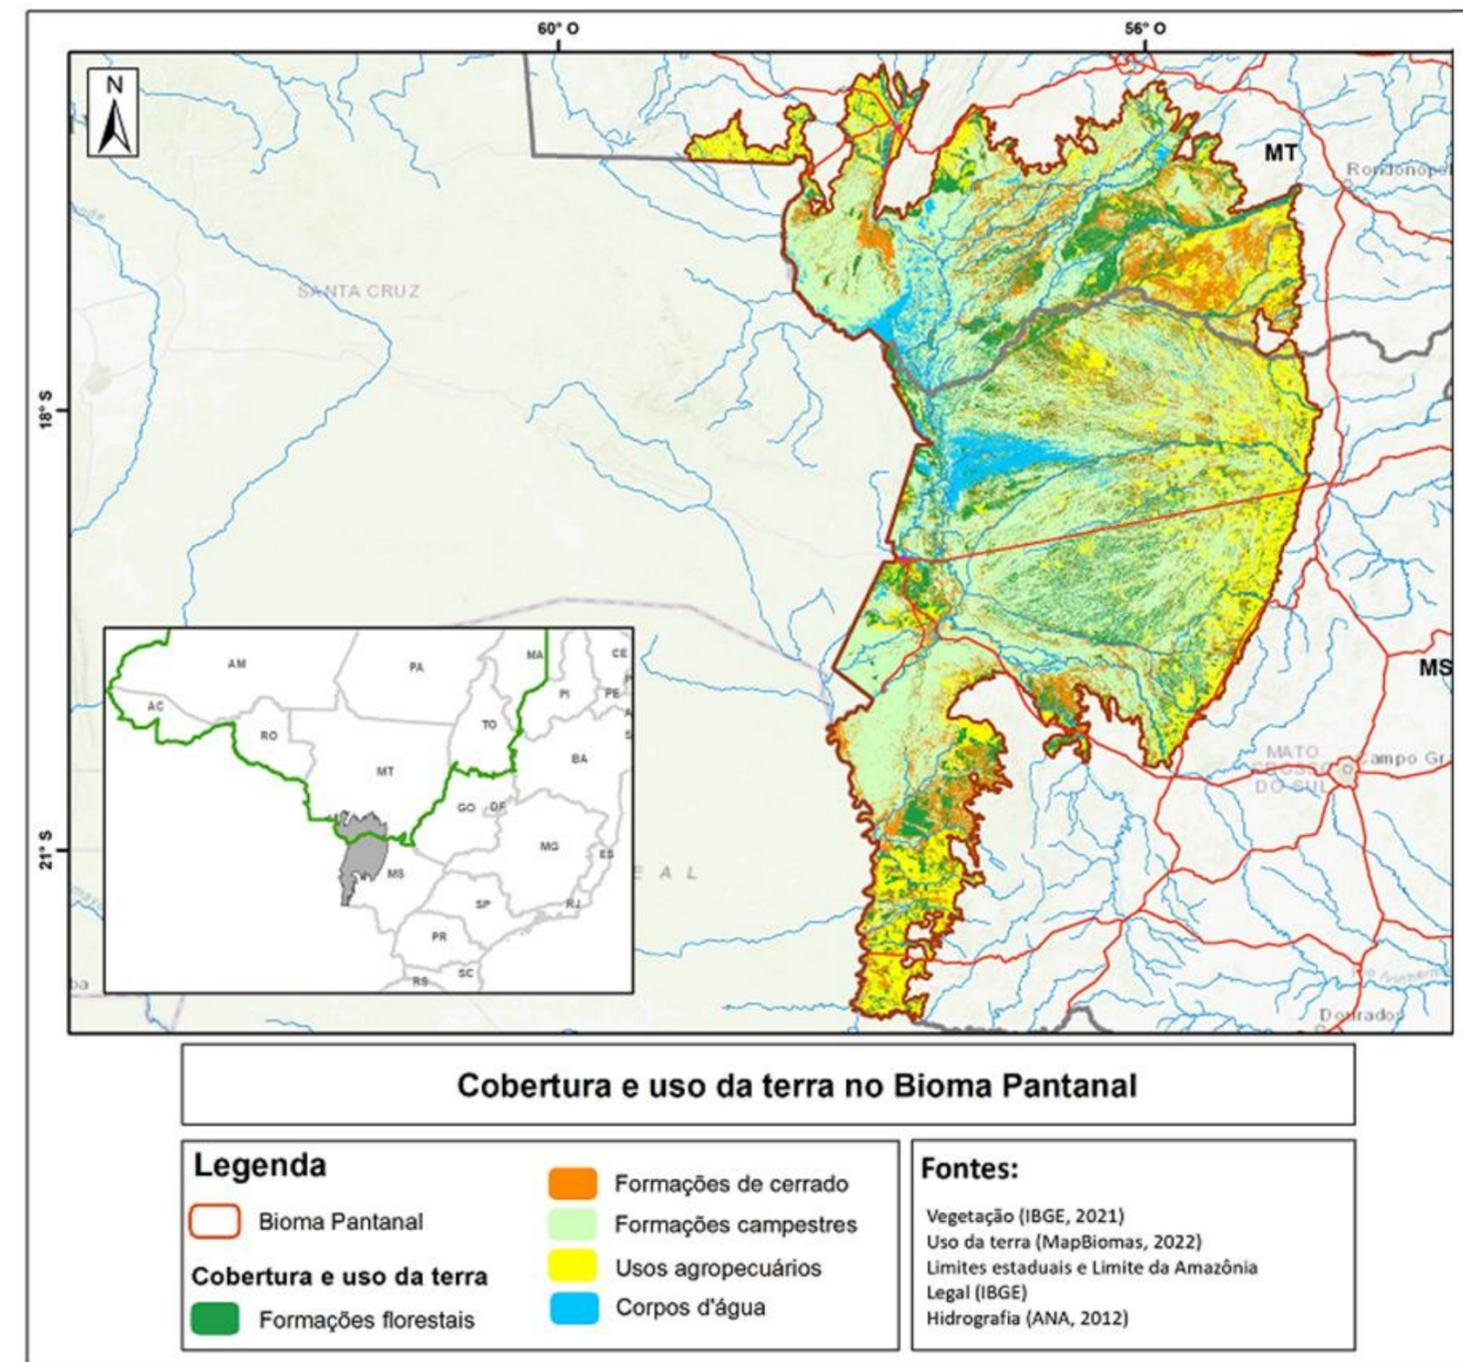 60° O
56° O
N
MT
Rondonopol
SANTA CRUZ
18° S
MS
MATO
GROSSO
DO SUL
Campo Gr
21° S
E A L
Dourados
AM
PA
MA
CE
AC
RO
TO
PI
PE
MT
BA
GO
DF
MG
ES
MS
SP
RJ
PR
SC
RS
Cobertura e uso da terra no Bioma Pantanal
Legenda
Bioma Pantanal
Cobertura e uso da terra
Formações florestais
Formações de cerrado
Formações campestres
Usos agropecuários
Corpos d'água
Fontes:
Vegetação (IBGE, 2021)
Uso da terra (MapBiomas, 2022)
Limites estaduais e Limite da Amazônia
Legal (IBGE)
Hidrografia (ANA, 2012)